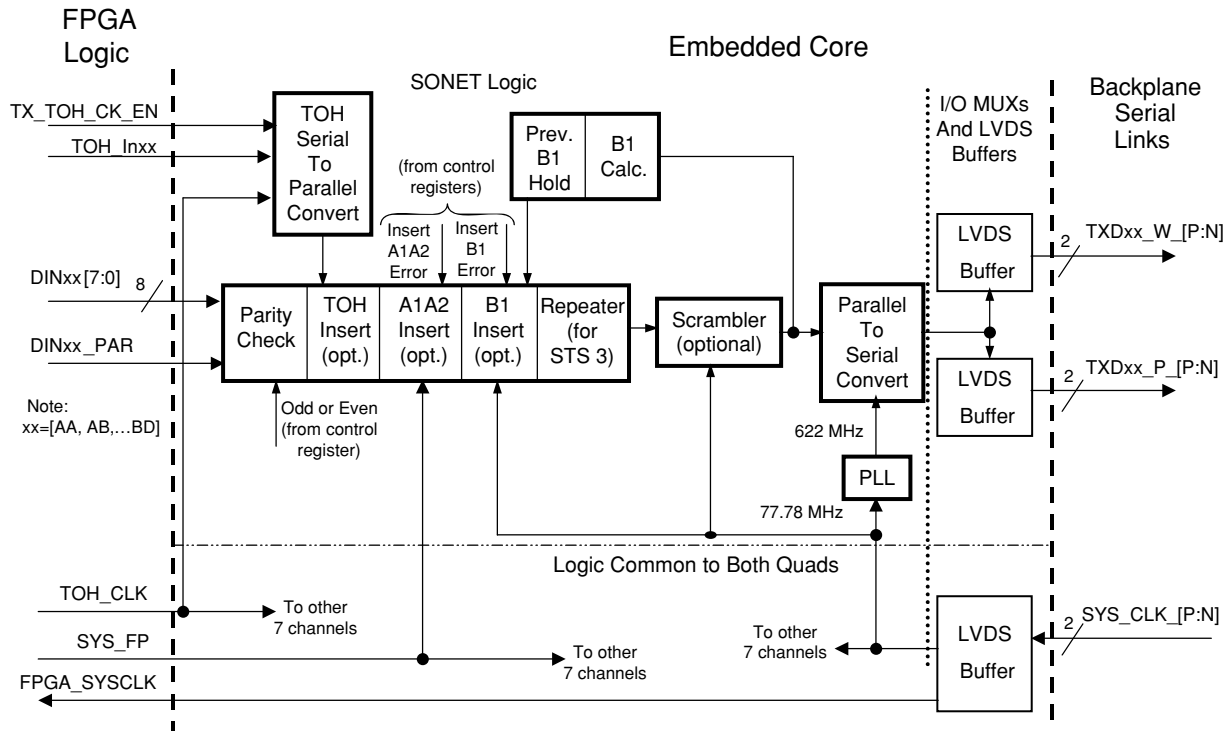 FPGA
Logic
Embedded Core
SONET Logic
I/O MUXs
And LVDS
Buffers
Backplane
Serial
Links
TX_TOH_CK_EN
TOH_Inxx
TOH
Serial
To
Parallel
Convert
(from control
registers)
Insert
A1A2
Error
Insert
B1
Error
Prev.
B1
Hold
B1
Calc.
LVDS
Buffer
2
TXDxx_W_[P:N]
DINxx[7:0]
8
DINxx_PAR
Parity
Check
TOH
Insert
(opt.)
A1A2
Insert
(opt.)
B1
Insert
(opt.)
Repeater
(for
STS 3)
Scrambler
(optional)
Parallel
To
Serial
Convert
LVDS
Buffer
2
TXDxx_P_[P:N]
Note:
xx=[AA, AB,...BD]
Odd or Even
(from control
register)
622 MHz
PLL
77.78 MHz
Logic Common to Both Quads
TOH_CLK
To other
7 channels
SYS_FP
To other
7 channels
To other
7 channels
LVDS
Buffer
2
SYS_CLK_[P:N]
FPGA_SYSCLK